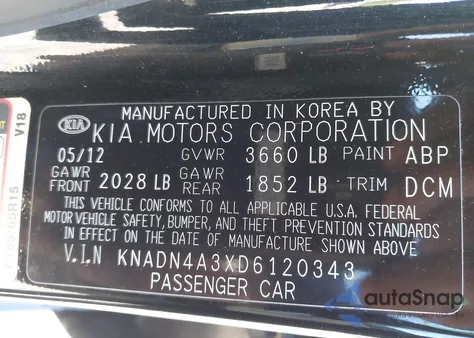 MANUFACTURED IN KOREA BY
KIA KIA MOTORS CORPORATION
05/12 GVWR 3660 LB PAINT ABP
GAWR FRONT 2028 LB GAWR REAR 1852 LB TRIM DCM
THIS VEHICLE CONFORMS TO ALL APPLICABLE U.S.A. FEDERAL
MOTOR VEHICLE SAFETY, BUMPER, AND THEFT PREVENTION STANDARDS
IN EFFECT ON THE DATE OF MANUFACTURE SHOWN ABOVE
V.I.N KNADN4A3XD6120343
PASSENGER CAR
V18
autoSnap